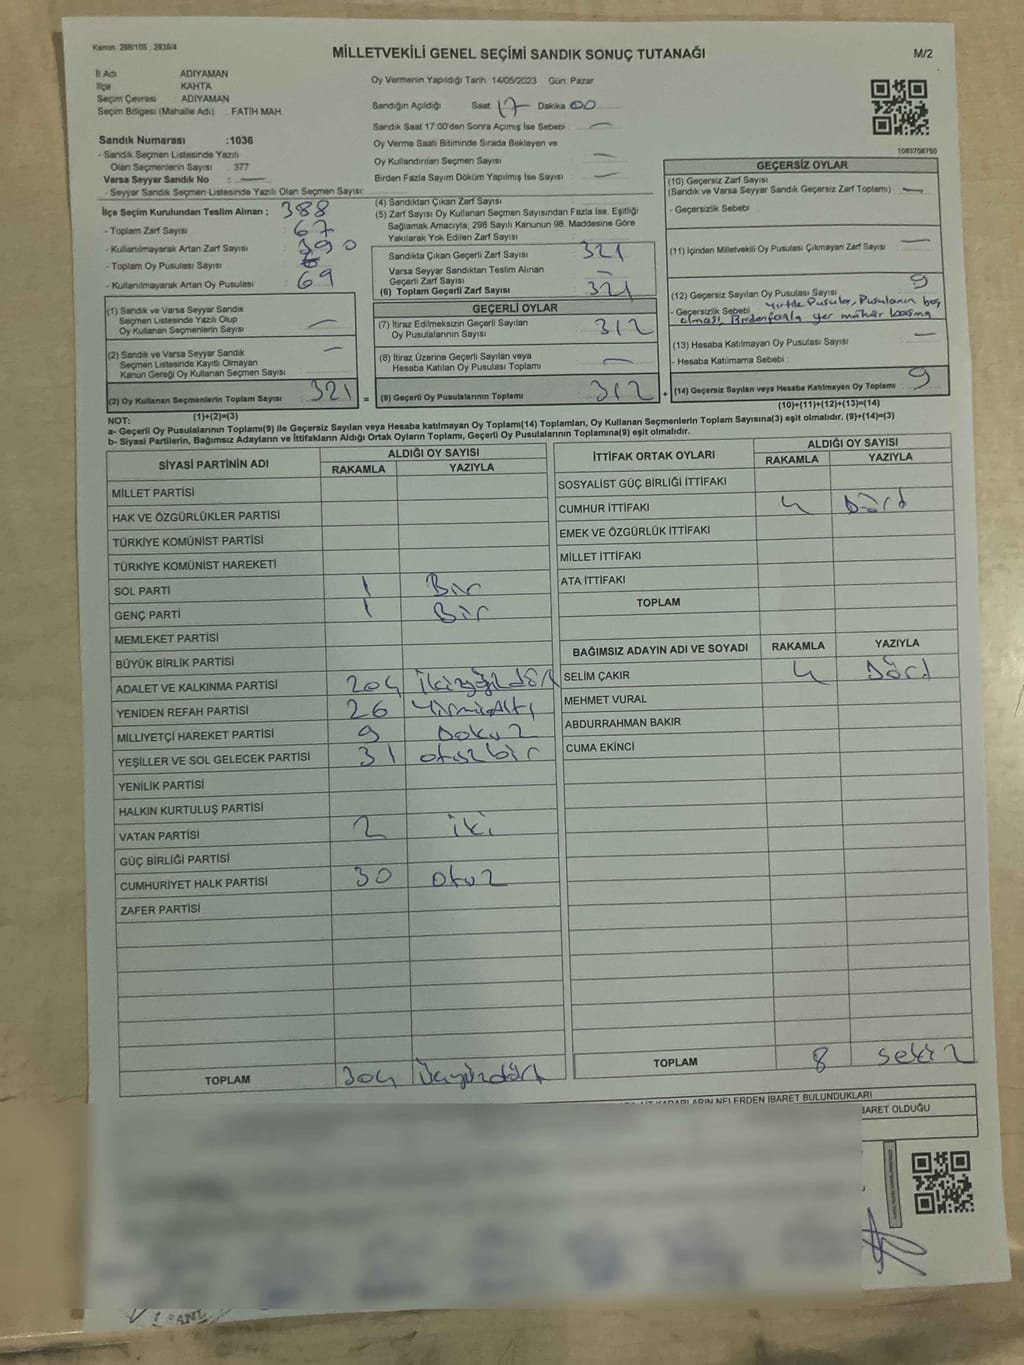 Kanun 298/105 : 2839/4
MİLLETVEKİLİ GENEL SEÇİMİ SANDIK SONUÇ TUTANAĞI
M/2
İl Adı : ADIYAMAN
İlçe : KAHTA
Seçim Çevresi : ADIYAMAN
Seçim Bölgesi (Mahalle Adı) : FATİH MAH
Oy Vermenin Yapıldığı Tarih 14/05/2023 Gün: Pazar
Sandığın Açıldığı Saat 17 Dakika 00
Sandık Saat 17.00'den Sonra Açımış İse Sebebi : —
Oy Verme Saati Bitiminde Sırada Bekleyen ve
Oy Kullandırılan Seçmen Sayısı —
Birden Fazla Sayım Döküm Yapılmış İse Sayısı : —
1083708750
Sandık Numarası :1036
- Sandık Seçmen Listesinde Yazılı
Olan Seçmenlerin Sayısı : 377
Varsa Seyyar Sandık No : —
- Seyyar Sandık Seçmen Listesinde Yazılı Olan Seçmen Sayısı:
İlçe Seçim Kurulundan Teslim Alınan ; 388
- Toplam Zarf Sayısı : 67
- Kullanılmayarak Artan Zarf Sayısı : 390
- Toplam Oy Pusulası Sayısı :
- Kullanılmayarak Artan Oy Pusulası : 69
(1) Sandık ve Varsa Seyyar Sandık
Seçmen Listesinde Yazılı Olup
Oy Kullanan Seçmenlerin Sayısı : —
(2) Sandık ve Varsa Seyyar Sandık
Seçmen Listesinde Kayıtlı Olmayan
Kanun Gereği Oy Kullanan Seçmen Sayısı : —
(3) Oy Kullanan Seçmenlerin Toplam Sayısı : 321 =
(1)+(2)=(3)
(4) Sandıktan Çıkan Zarf Sayısı
(5) Zarf Sayısı Oy Kullanan Seçmen Sayısından Fazla İse, Eşitliği
Sağlamak Amacıyla, 298 Sayılı Kanunun 98. Maddesine Göre
Yakılarak Yok Edilen Zarf Sayısı
Sandıkta Çıkan Geçerli Zarf Sayısı 321
Varsa Seyyar Sandıktan Teslim Alınan
Geçerli Zarf Sayısı —
(6) Toplam Geçerli Zarf Sayısı 321
GEÇERLİ OYLAR
(7) İtiraz Edilmeksizin Geçerli Sayılan
Oy Pusulasının Sayısı : 312
(8) İtiraz Üzerine Geçerli Sayılan veya
Hesaba Katılan Oy Pusulası Toplamı : —
(9) Geçerli Oy Pusulalarının Toplamı : 312 +
GEÇERSİZ OYLAR
(10) Geçersiz Zarf Sayısı
(Sandık ve Varsa Seyyar Sandık Geçersiz Zarf Toplamı) : —
- Geçersizlik Sebebi :
(11) İçinden Milletvekili Oy Pusulası Çıkmayan Zarf Sayısı : —
(12) Geçersiz Sayılan Oy Pusulası Sayısı : 9
- Geçersizlik Sebebi : Yırtık Pusula, Pusulanın boş
olması, Birden fazla yer mühür basma
(13) Hesaba Katılmayan Oy Pusulası Sayısı : —
- Hesaba Katılmama Sebebi :
(14) Geçersiz Sayılan veya Hesaba Katılmayan Oy Toplamı : 9
(10)+(11)+(12)+(13)=(14)
NOT:
a- Geçerli Oy Pusulalarının Toplamı(9) ile Geçersiz Sayılan veya Hesaba katılmayan Oy Toplamı(14) Toplamları, Oy Kullanan Seçmenlerin Toplam Sayısına(3) eşit olmalıdır. (9)+(14)=(3)
b- Siyasi Partilerin, Bağımsız Adayların ve İttifakların Aldığı Ortak Oyların Toplamı, Geçerli Oy Pusulalarının Toplamına(9) eşit olmalıdır.
SİYASİ PARTİNİN ADI ALDIĞI OY SAYISI
RAKAMLA YAZIYLA
MİLLET PARTİSİ
HAK VE ÖZGÜRLÜKLER PARTİSİ
TÜRKİYE KOMÜNİST PARTİSİ
TÜRKİYE KOMÜNİST HAREKETİ
SOL PARTİ 1 Bir
GENÇ PARTİ 1 Bir
MEMLEKET PARTİSİ
BÜYÜK BİRLİK PARTİSİ
ADALET VE KALKINMA PARTİSİ 204 ikiyüzdört
YENİDEN REFAH PARTİSİ 26 Yirmialtı
MİLLİYETÇİ HAREKET PARTİSİ 9 Dokuz
YEŞİLLER VE SOL GELECEK PARTİSİ 31 otuzbir
YENİLİK PARTİSİ
HALKIN KURTULUŞ PARTİSİ
VATAN PARTİSİ 2 iki
GÜÇ BİRLİĞİ PARTİSİ
CUMHURİYET HALK PARTİSİ 30 otuz
ZAFER PARTİSİ
TOPLAM 304 üçyüzdört
İTTİFAK ORTAK OYLARI ALDIĞI OY SAYISI
RAKAMLA YAZIYLA
SOSYALİST GÜÇ BİRLİĞİ İTTİFAKI
CUMHUR İTTİFAKI 4 Dörd
EMEK VE ÖZGÜRLÜK İTTİFAKI
MİLLET İTTİFAKI
ATA İTTİFAKI
TOPLAM
BAĞIMSIZ ADAYIN ADI VE SOYADI RAKAMLA YAZIYLA
SELİM ÇAKIR 4 Dörd
MEHMET VURAL
ABDURRAHMAN BAKIR
CUMA EKİNCİ
TOPLAM 8 sekiz
KARARLARIN NELERDEN İBARET BULUNDUKLARI
İBARET OLDUĞU